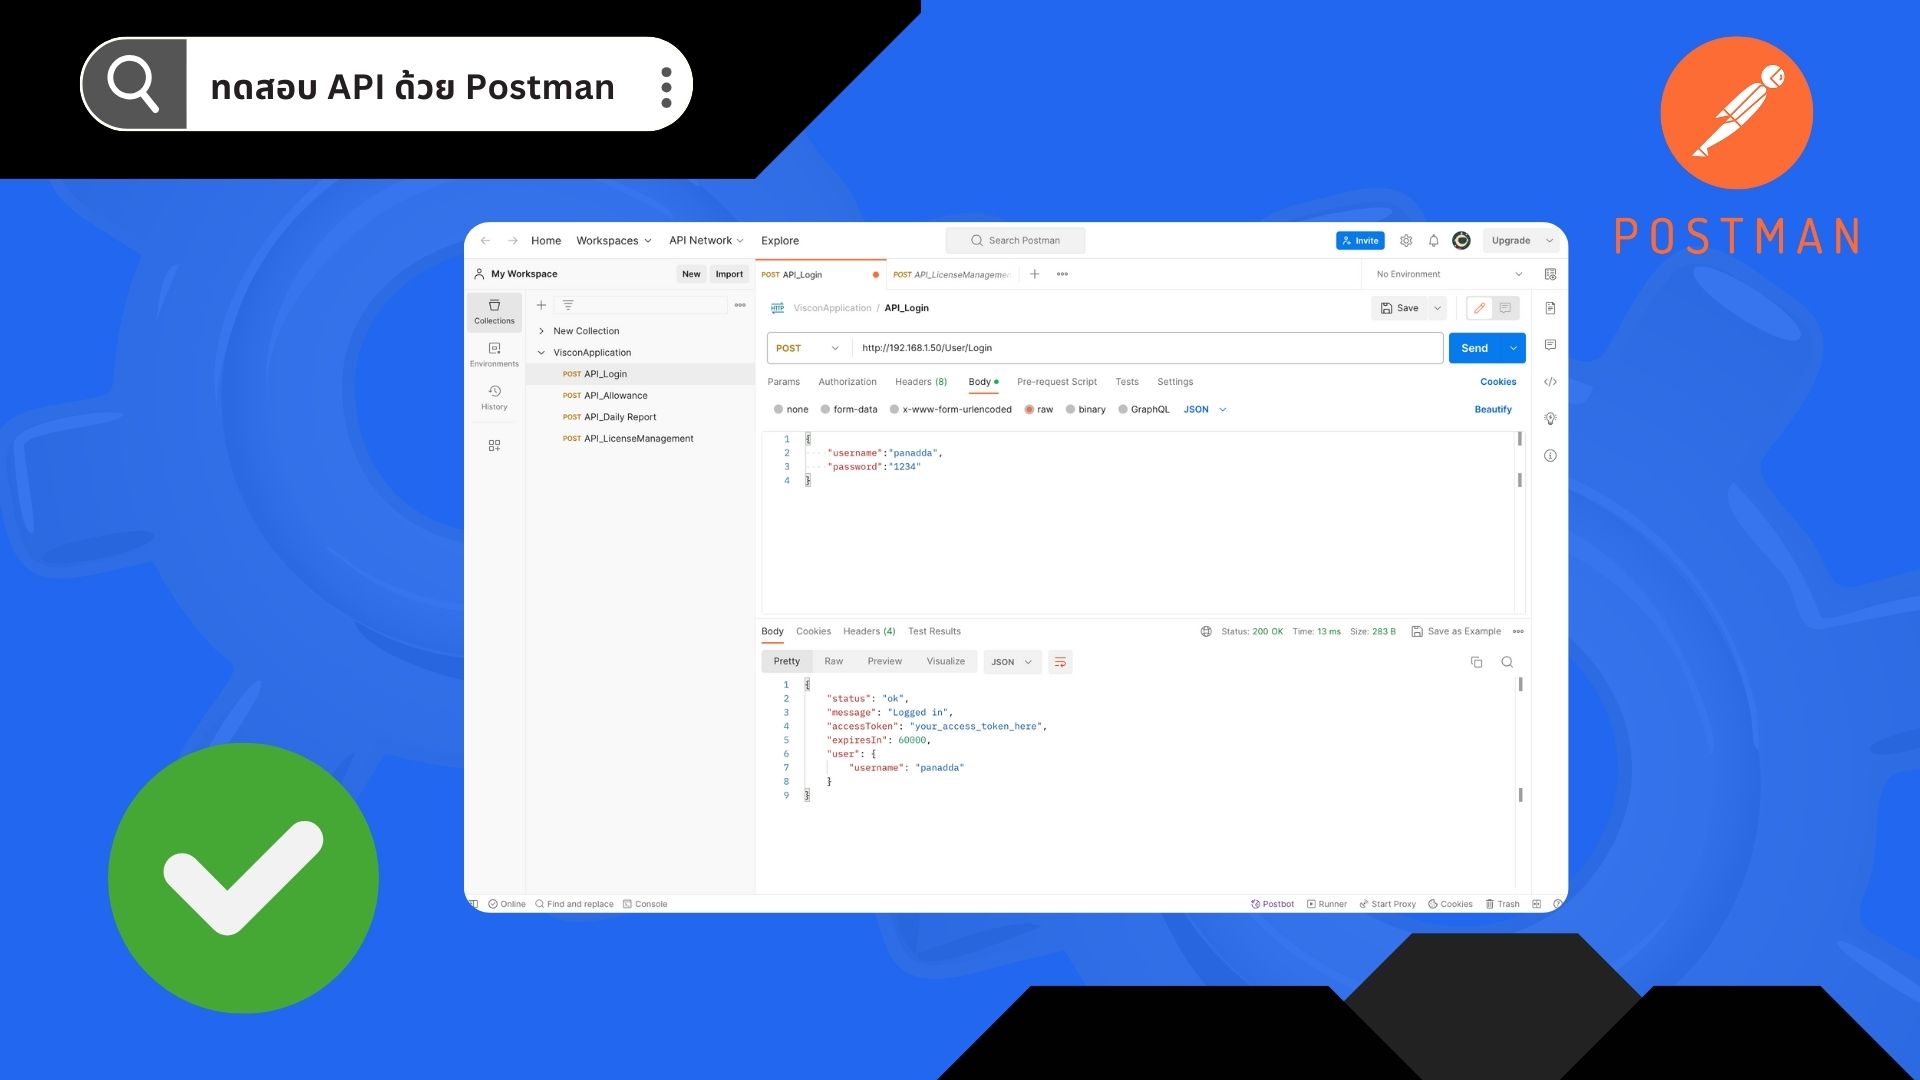 ทดสอบ API ด้วย Postman
POSTMAN
Home Workspaces API Network Explore Search Postman Invite Upgrade
My Workspace New Import POST API_Login POST API_LicenseManagemen No Environment
Collections
Environments
History
New Collection
VisconApplication
POST API_Login
POST API_Allowance
POST API_Daily Report
POST API_LicenseManagement
HTTP VisconApplication / API_Login Save
POST http://192.168.1.50/User/Login Send
Params Authorization Headers (8) Body Pre-request Script Tests Settings Cookies
none form-data x-www-form-urlencoded raw binary GraphQL JSON Beautify
1 {
2 "username":"panadda",
3 "password":"1234"
4 }
Body Cookies Headers (4) Test Results Status: 200 OK Time: 13 ms Size: 283 B Save as Example
Pretty Raw Preview Visualize JSON
1 {
2 "status": "ok",
3 "message": "Logged in",
4 "accessToken": "your_access_token_here",
5 "expiresIn": 60000,
6 "user": {
7 "username": "panadda"
8 }
9 }
Online Find and replace Console Postbot Runner Start Proxy Cookies Trash